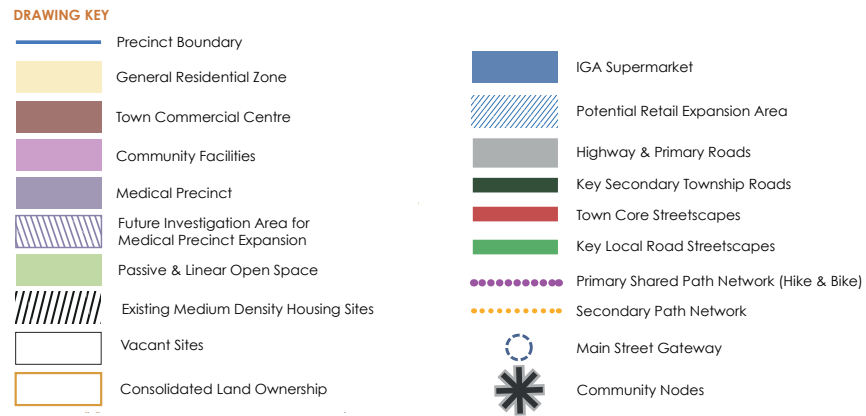 DRAWING KEY
Precinct Boundary
General Residential Zone
Town Commercial Centre
Community Facilities
Medical Precinct
Future Investigation Area for
Medical Precinct Expansion
Passive & Linear Open Space
Existing Medium Density Housing Sites
Vacant Sites
Consolidated Land Ownership
IGA Supermarket
Potential Retail Expansion Area
Highway & Primary Roads
Key Secondary Township Roads
Town Core Streetscapes
Key Local Road Streetscapes
Primary Shared Path Network (Hike & Bike)
Secondary Path Network
Main Street Gateway
Community Nodes